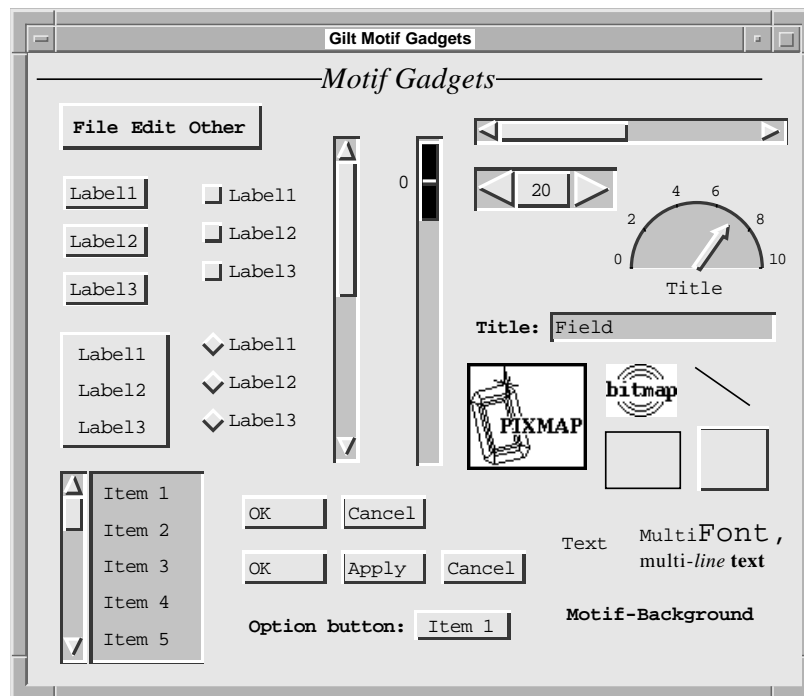 Gilt Motif Gadgets
Motif Gadgets
File Edit Other
Label1
Label2
Label3
Label1
Label2
Label3
Label1
Label2
Label3
Label1
Label2
Label3
0
20
0
2
4
6
8
10
Title
Title: Field
PIXMAP
bitmap
Item 1
Item 2
Item 3
Item 4
Item 5
OK Cancel
OK Apply Cancel
Option button: Item 1
Text
MultiFont,
multi-line text
Motif-Background